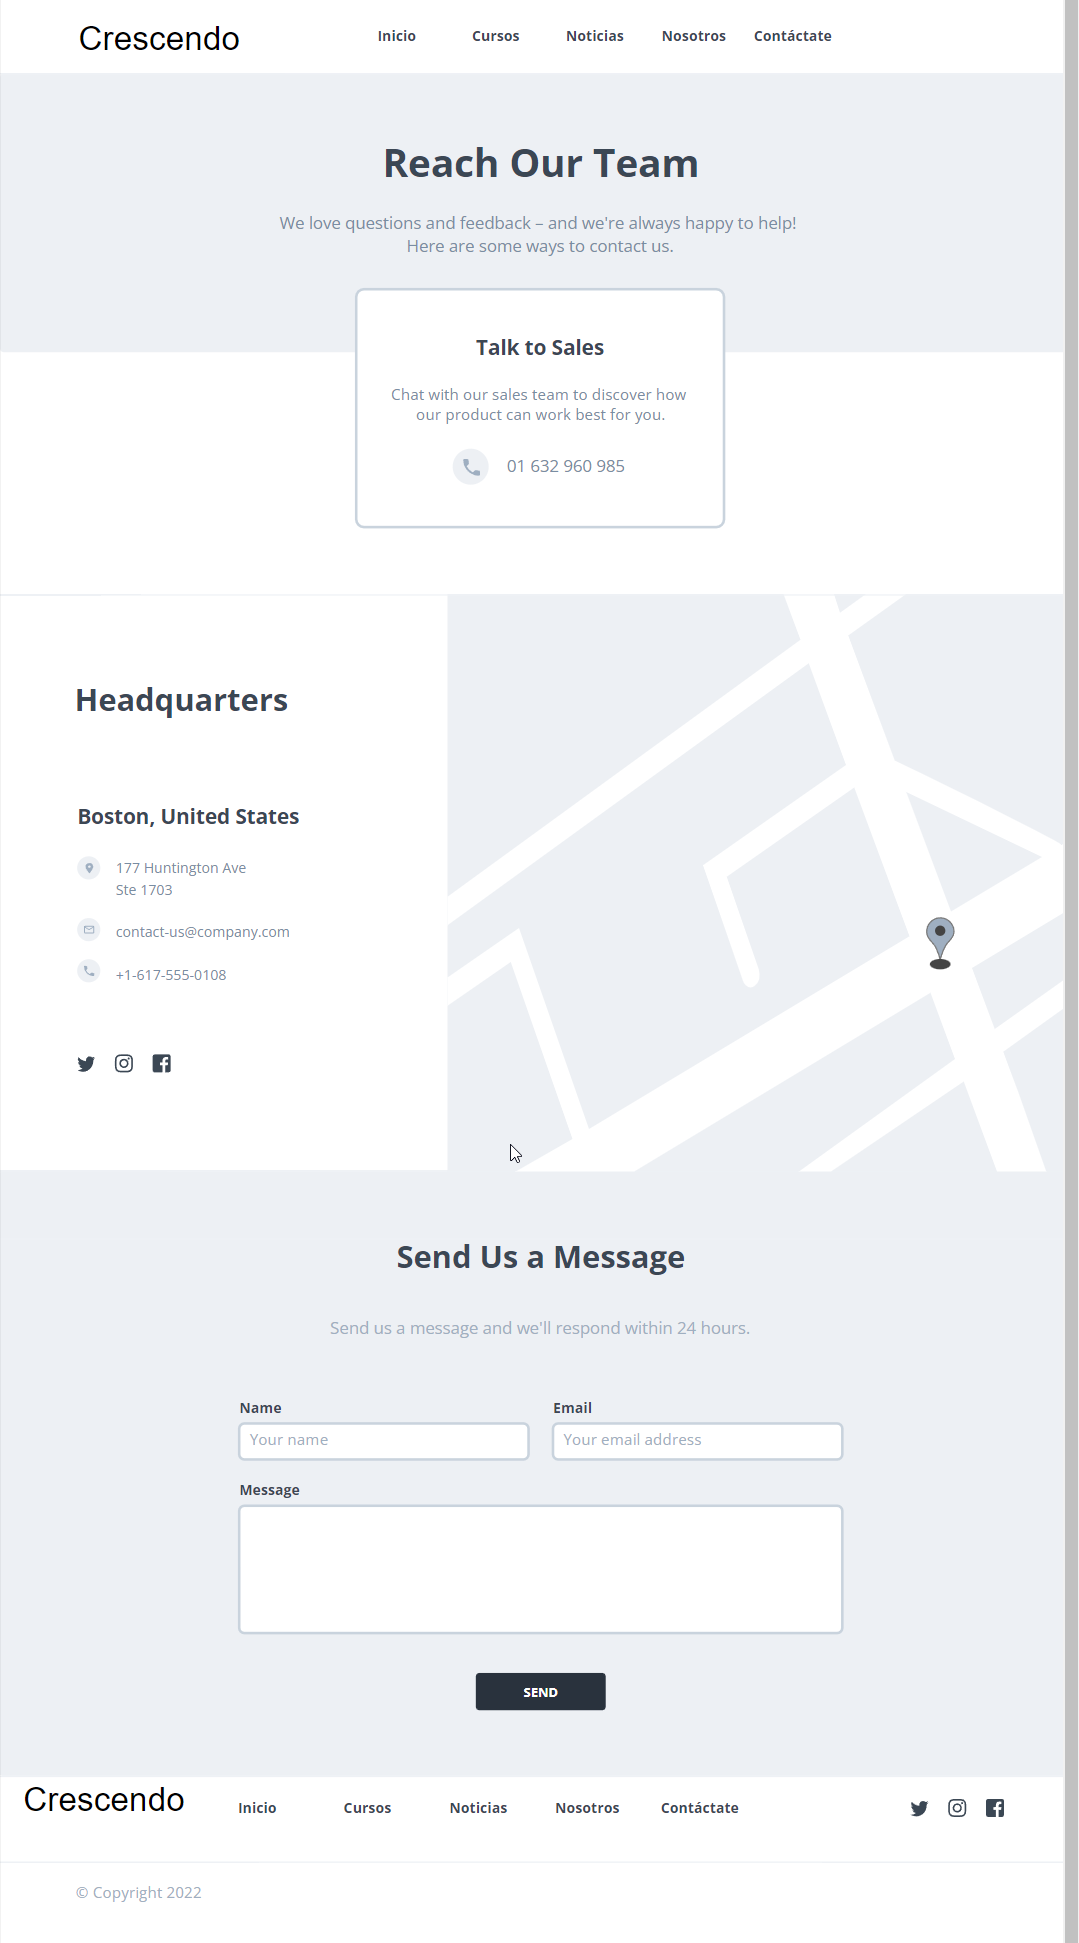 Crescendo
Inicio Cursos Noticias Nosotros Contáctate
Reach Our Team
We love questions and feedback – and we're always happy to help!
Here are some ways to contact us.
Talk to Sales
Chat with our sales team to discover how
our product can work best for you.
01 632 960 985
Headquarters
Boston, United States
177 Huntington Ave
Ste 1703
contact-us@company.com
+1-617-555-0108
Send Us a Message
Send us a message and we'll respond within 24 hours.
Name Email
Your name Your email address
Message
SEND
Crescendo Inicio Cursos Noticias Nosotros Contáctate
© Copyright 2022